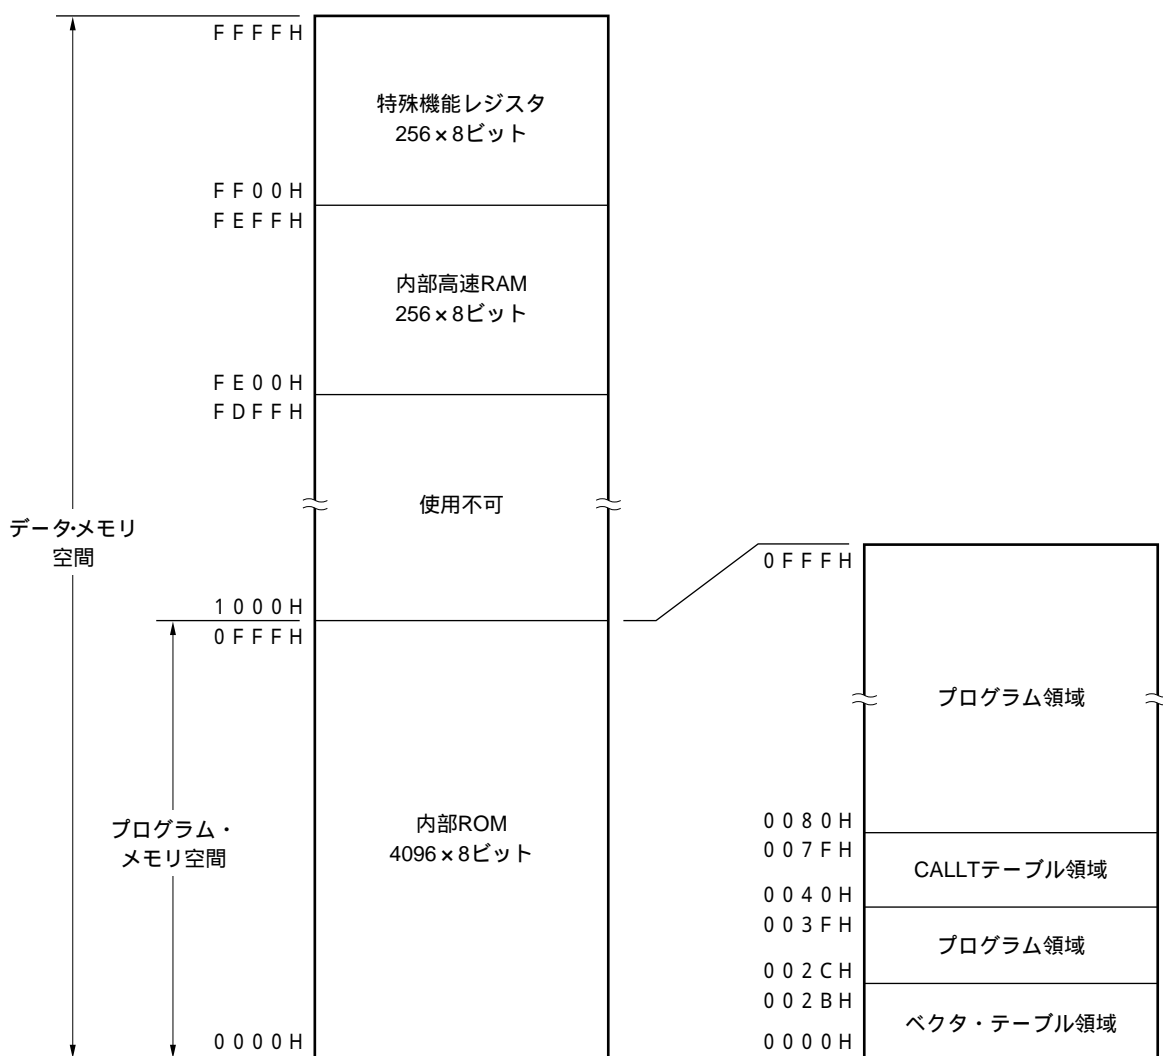 FFFFH
特殊機能レジスタ
256×8ビット
FF00H
FEFFH
内部高速RAM
256×8ビット
FE00H
FDFFH
使用不可
データ・メモリ
空間
1000H
0FFFH
プログラム・
メモリ空間
内部ROM
4096×8ビット
0000H
0FFFH
プログラム領域
0080H
007FH
CALLTテーブル領域
0040H
003FH
プログラム領域
002CH
002BH
ベクタ・テーブル領域
0000H